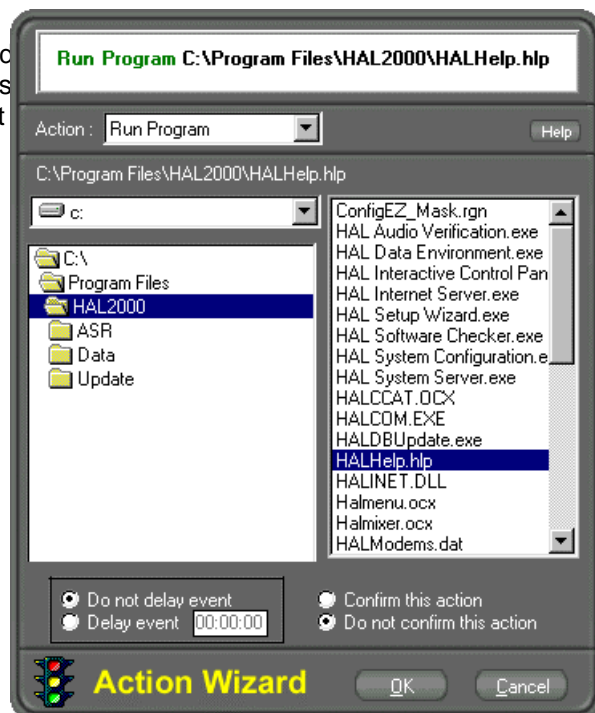 Run Program C:\Program Files\HAL2000\HALHelp.hlp
Action : Run Program
Help
C:\Program Files\HAL2000\HALHelp.hlp
c:
C:\
Program Files
HAL2000
ASR
Data
Update
ConfigEZ_Mask.rgn
HAL Audio Verification.exe
HAL Data Environment.exe
HAL Interactive Control Pan
HAL Internet Server.exe
HAL Setup Wizard.exe
HAL Software Checker.exe
HAL System Configuration.e
HAL System Server.exe
HALCCAT.OCX
HALCOM.EXE
HALDBUpdate.exe
HALHelp.hlp
HALINET.DLL
Halmenu.ocx
Halmixer.ocx
HALModems.dat
Do not delay event
Delay event 00:00:00
Confirm this action
Do not confirm this action
Action Wizard
OK
Cancel